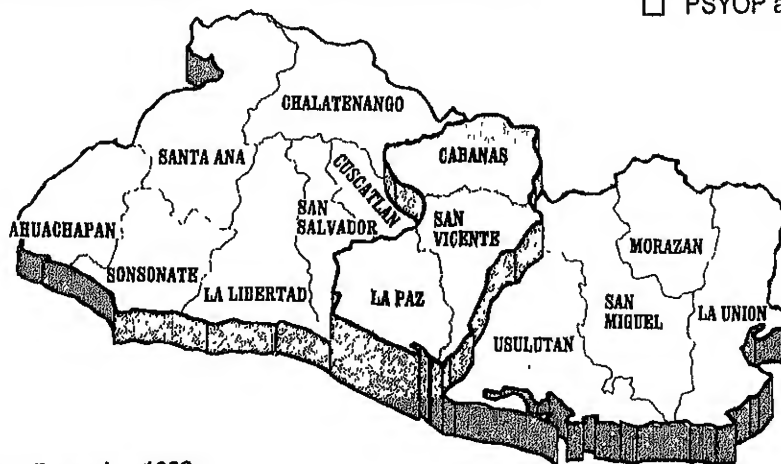 □ PSYOP a
CHALATENANGO
SANTA ANA
CABANAS
CUSCATLAN
AHUACHAPAN
SAN
SALVADOR
SAN
VICENTE
MORAZAN
SONSONATE
LA LIBERTAD
LA PAZ
SAN
MIGUEL
LA UNION
USULUTAN